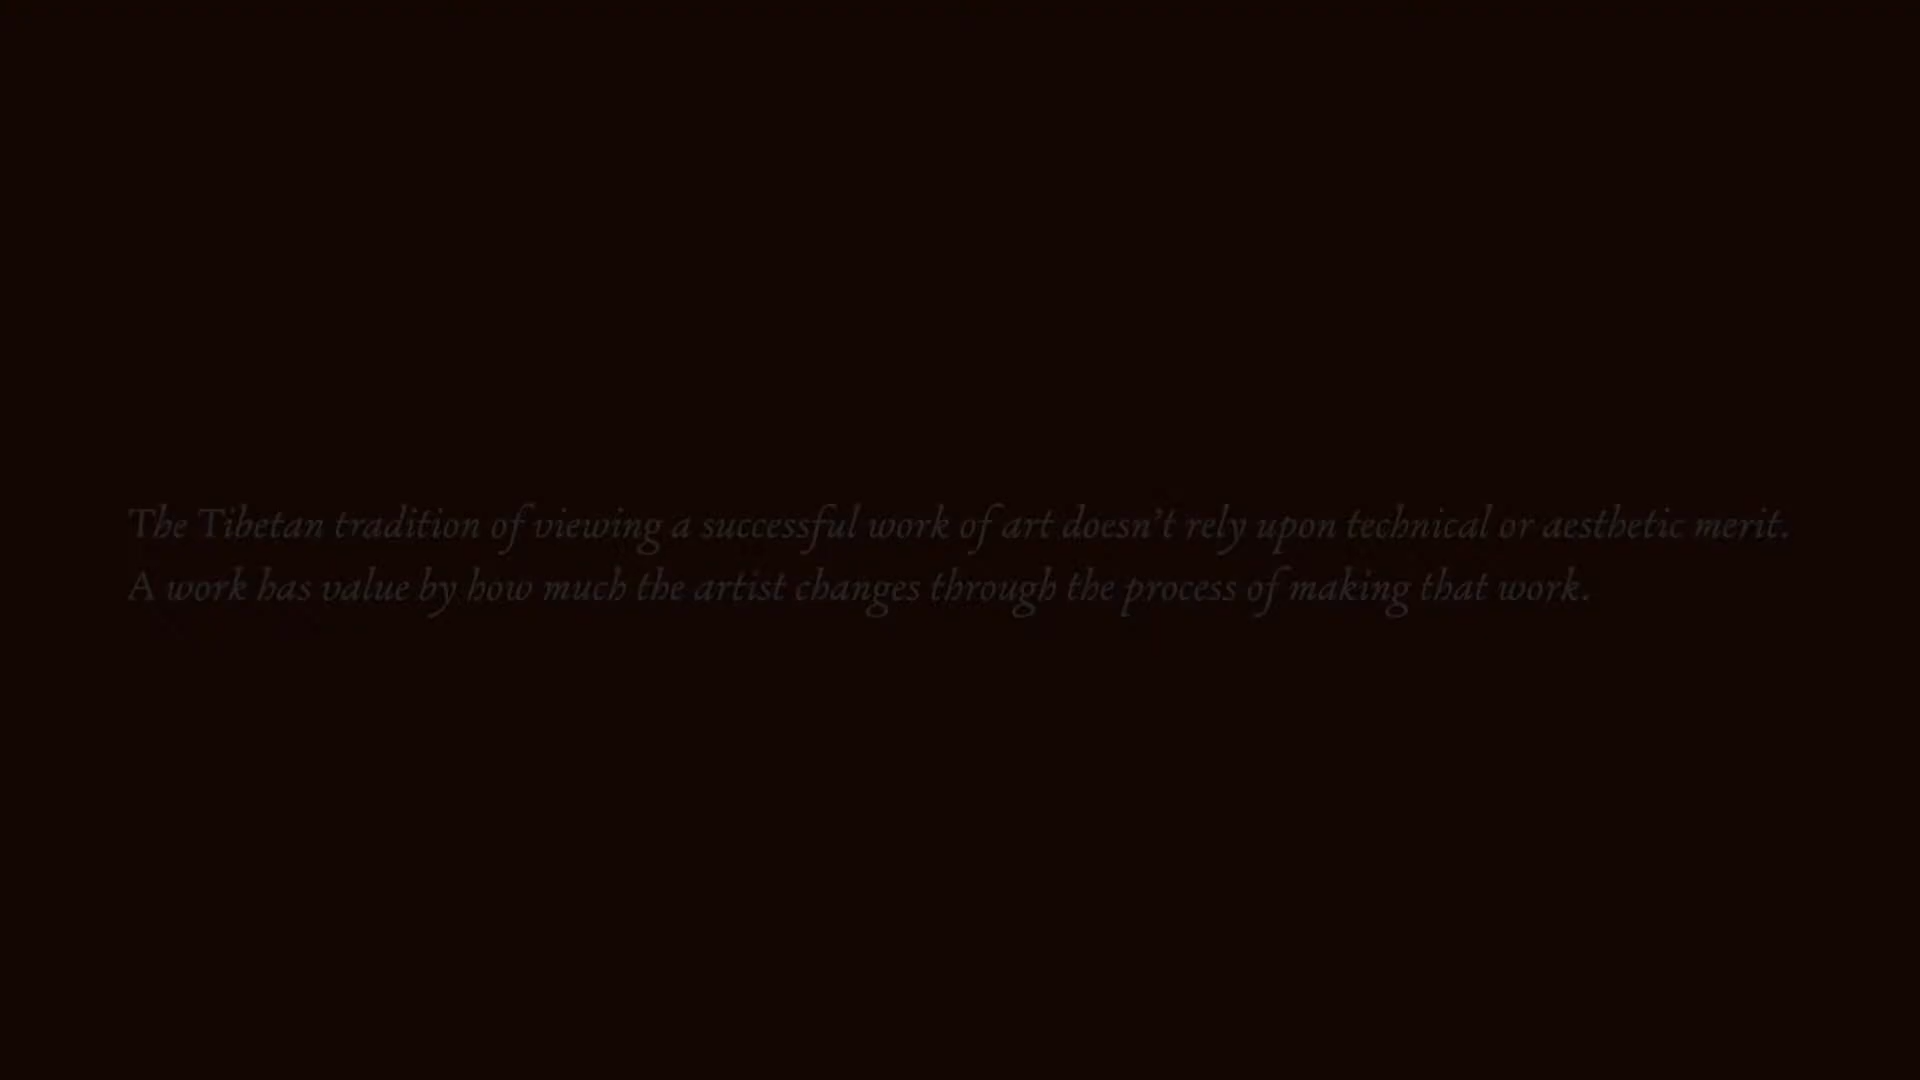 The Tibetan tradition of viewing a successful work of art doesn't rely upon technical or aesthetic merit.
A work has value by how much the artist changes through the process of making that work.